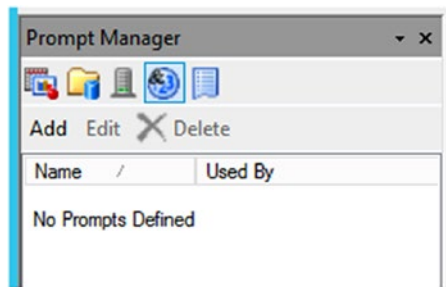 Prompt Manager
Add Edit Delete
Name / Used By
No Prompts Defined